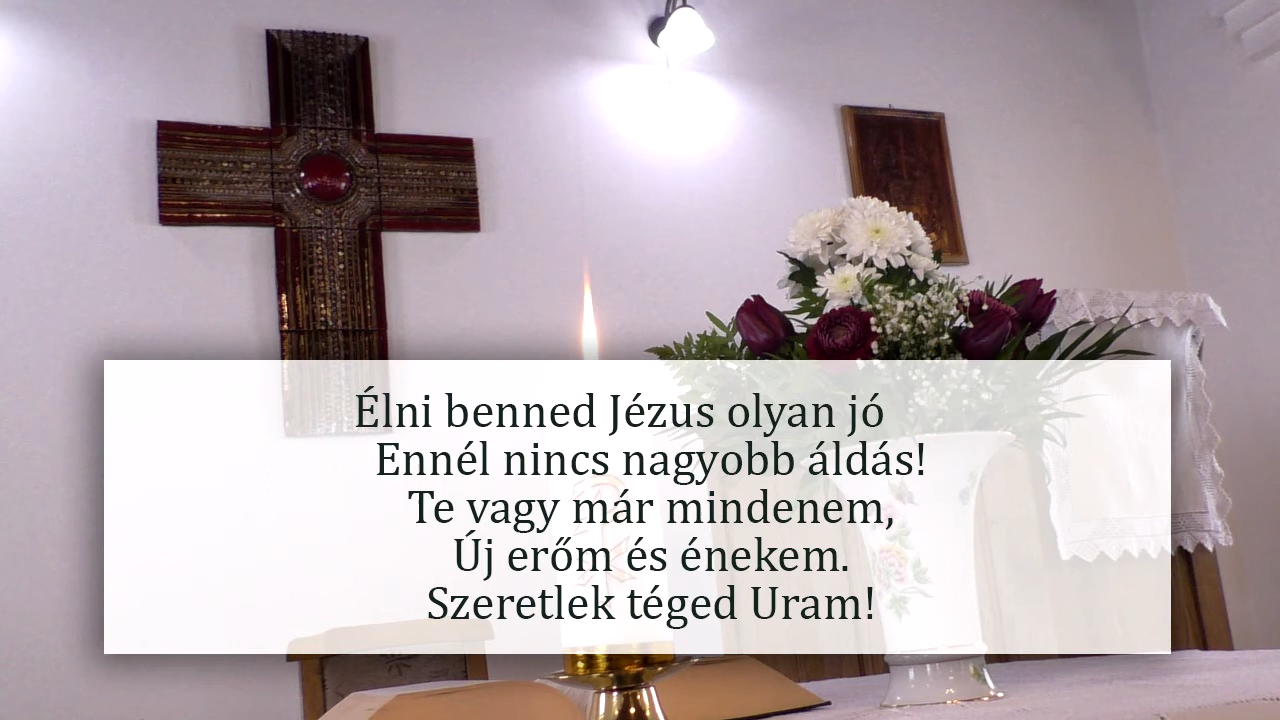 Élni benned Jézus olyan jó
Ennél nincs nagyobb áldás!
Te vagy már mindenem,
Új erőm és énekem.
Szeretlek téged Uram!